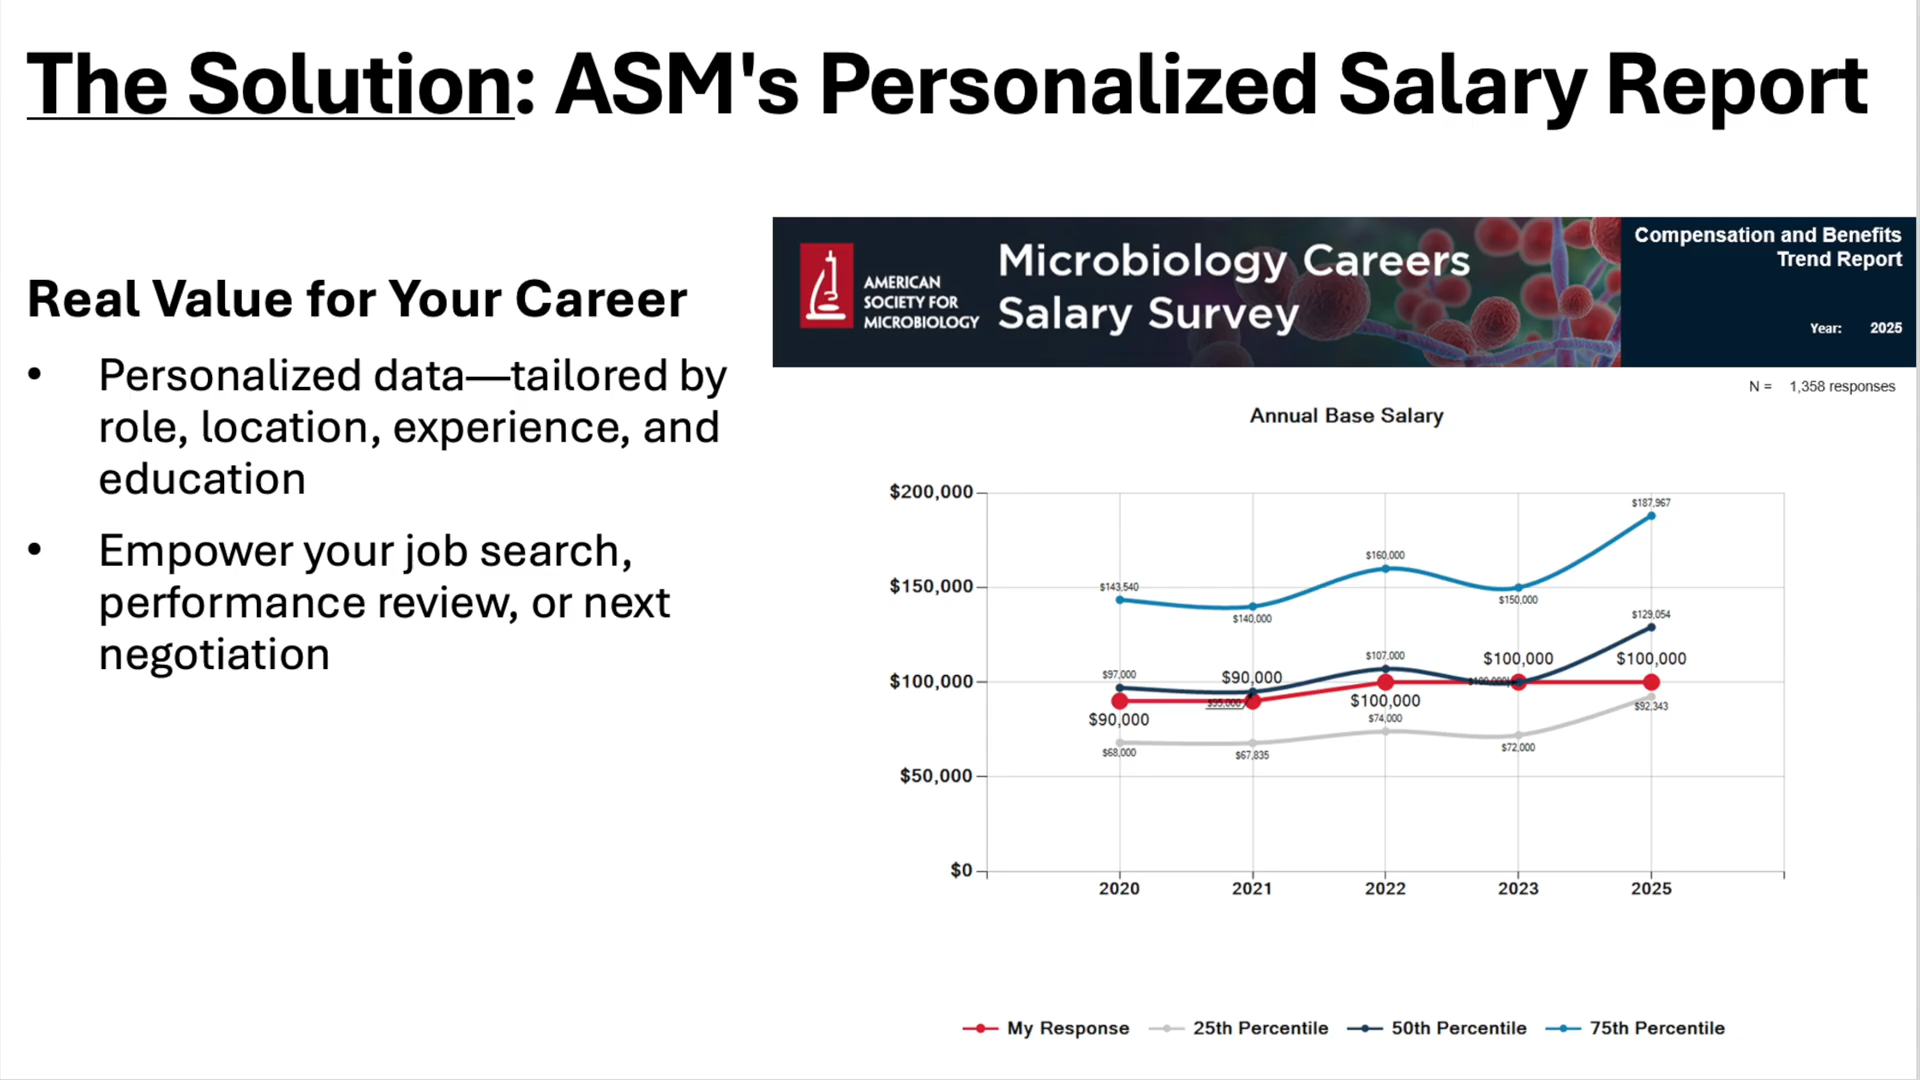 The Solution: ASM's Personalized Salary Report
Real Value for Your Career
• Personalized data—tailored by
role, location, experience, and
education
• Empower your job search,
performance review, or next
negotiation
AMERICAN
SOCIETY FOR
MICROBIOLOGY
Microbiology Careers
Salary Survey
Compensation and Benefits
Trend Report
Year: 2025
N = 1,358 responses
Annual Base Salary
$200,000
$150,000
$100,000
$50,000
$0
$143,540
$140,000
$160,000
$150,000
$187,967
$97,000
$95,000
$107,000
$100,000
$129,054
$90,000
$90,000
$100,000
$100,000
$100,000
$68,000
$67,835
$74,000
$72,000
$92,343
2020
2021
2022
2023
2025
My Response
25th Percentile
50th Percentile
75th Percentile